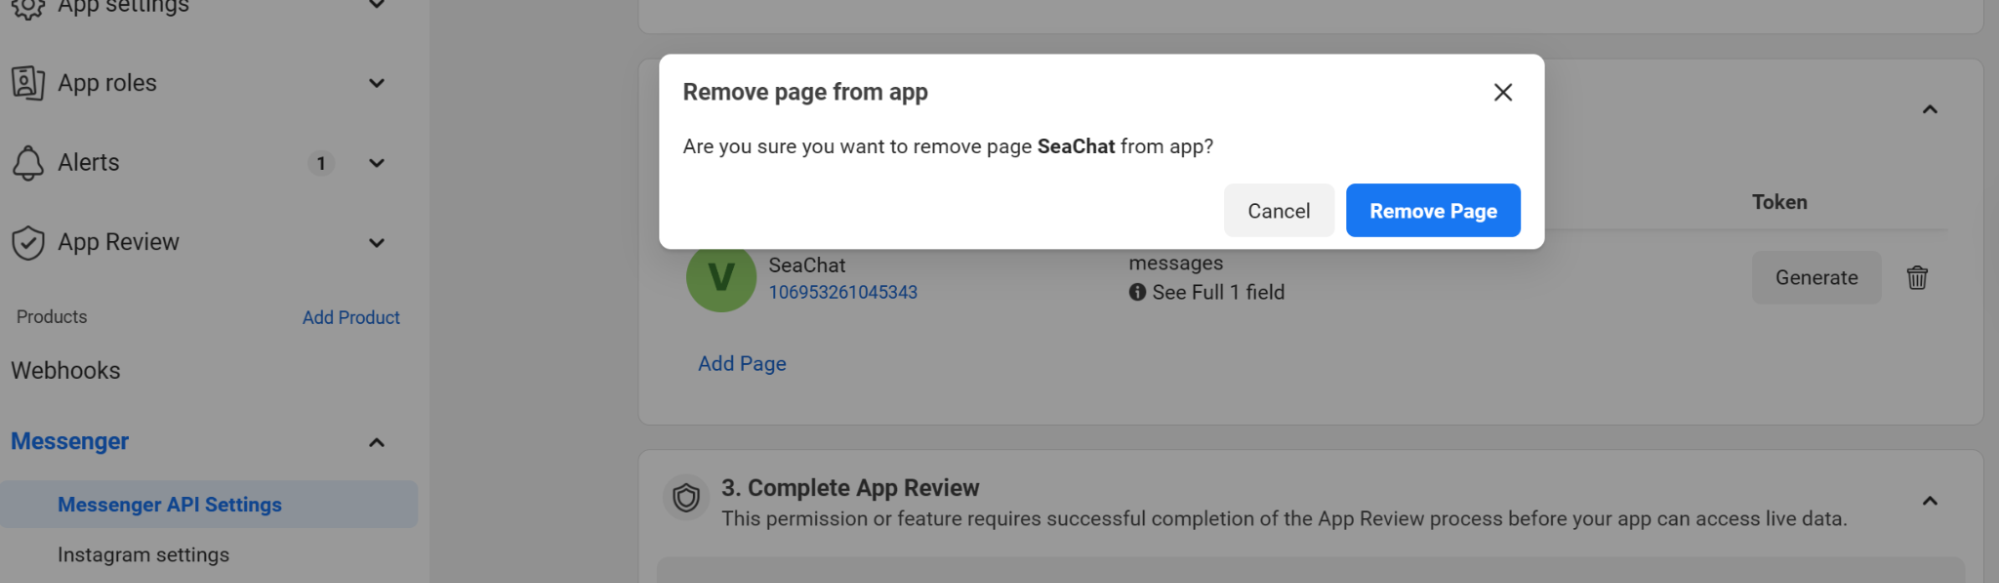 App settings
App roles
Alerts 1
App Review
Products Add Product
Webhooks
Messenger
Messenger API Settings
Instagram settings
Remove page from app
Are you sure you want to remove page SeaChat from app?
Cancel Remove Page
Token
V
SeaChat
106953261045343
messages
See Full 1 field
Generate
Add Page
3. Complete App Review
This permission or feature requires successful completion of the App Review process before your app can access live data.